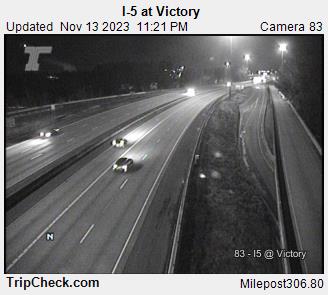 I-5 at Victory
Updated Nov 13 2023 11:21 PM Camera 83
T
N
83 - I5 @ Victory
TripCheck.com Milepost306.80